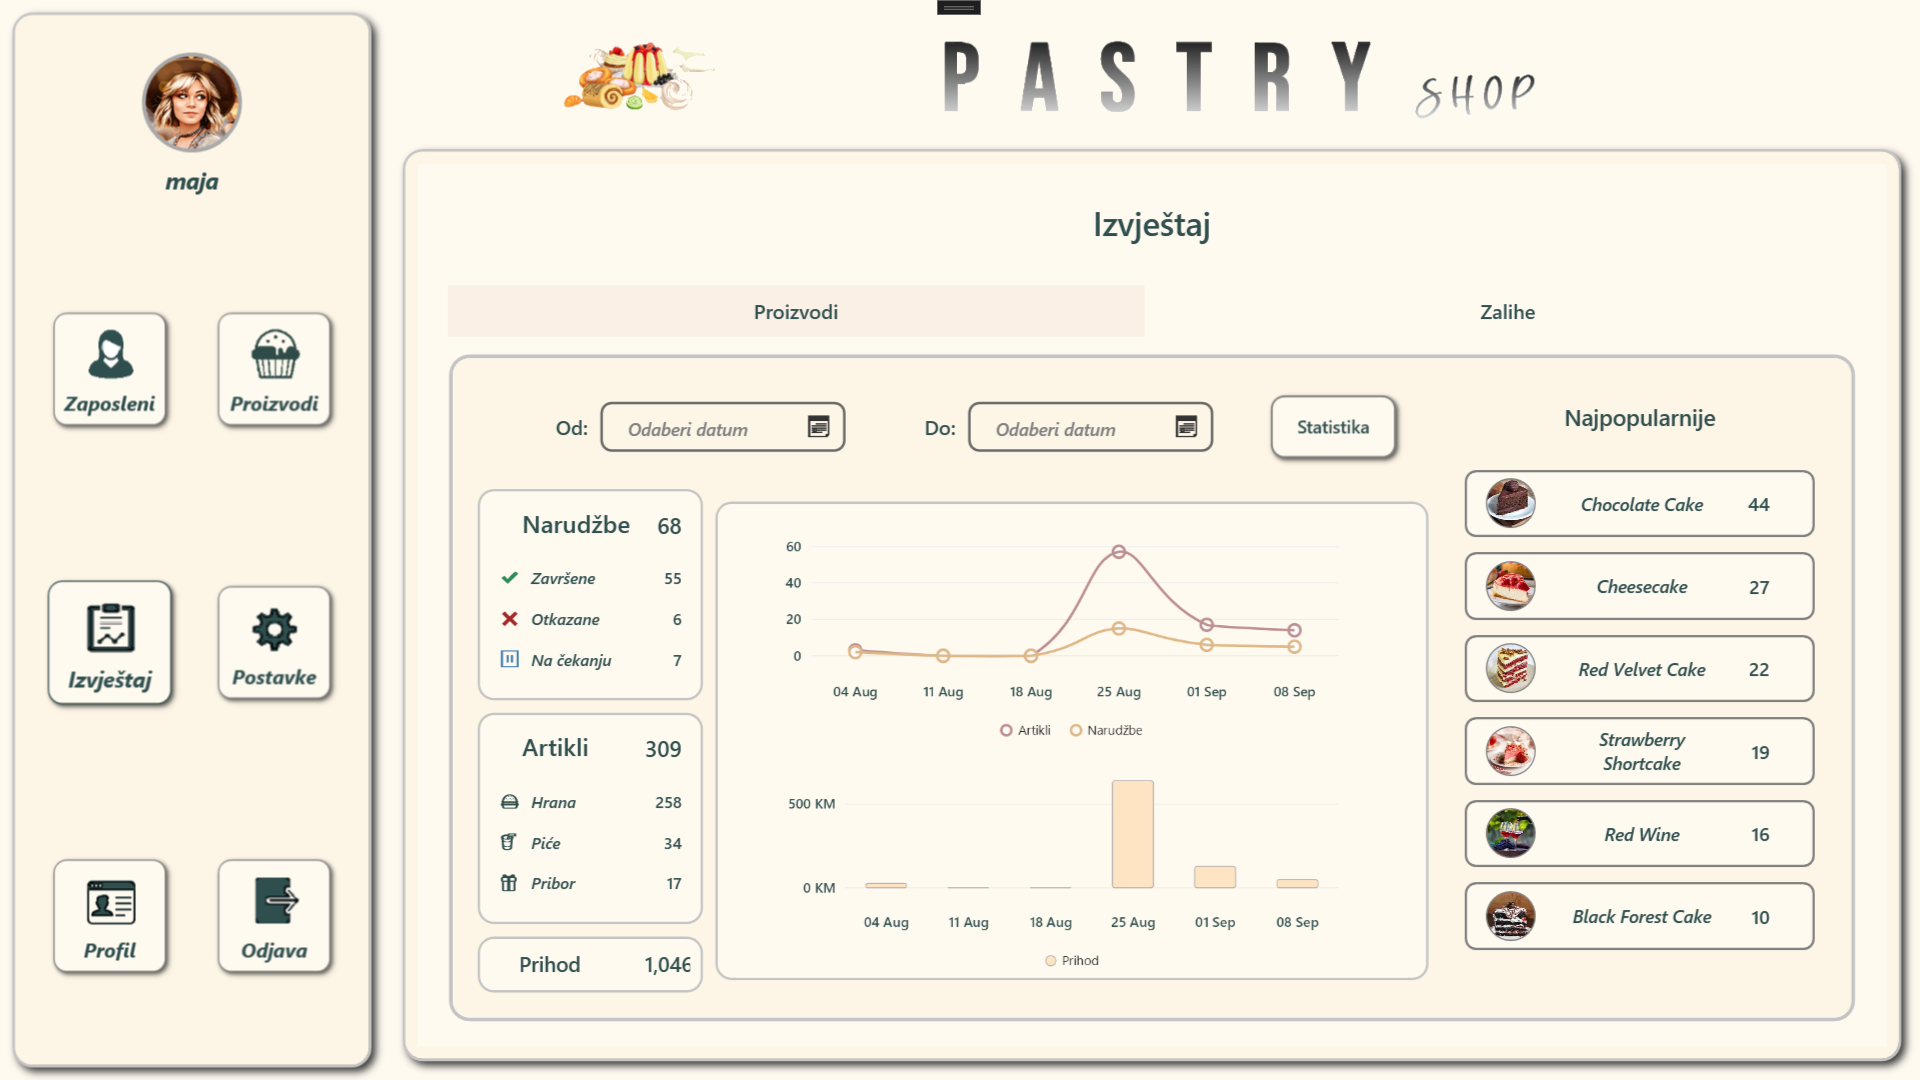 PASTRY SHOP
maja
Zaposleni
Proizvodi
Izvještaj
Postavke
Profil
Odjava
Izvještaj
Proizvodi
Zalihe
Od:
Odaberi datum
Do:
Odaberi datum
Statistika
Narudžbe 68
Završene 55
Otkazane 6
Na čekanju 7
Artikli 309
Hrana 258
Piće 34
Pribor 17
Prihod 1,046
60
40
20
0
04 Aug 11 Aug 18 Aug 25 Aug 01 Sep 08 Sep
Artikli Narudžbe
500 KM
0 KM
04 Aug 11 Aug 18 Aug 25 Aug 01 Sep 08 Sep
Prihod
Najpopularnije
Chocolate Cake 44
Cheesecake 27
Red Velvet Cake 22
Strawberry
Shortcake 19
Red Wine 16
Black Forest Cake 10